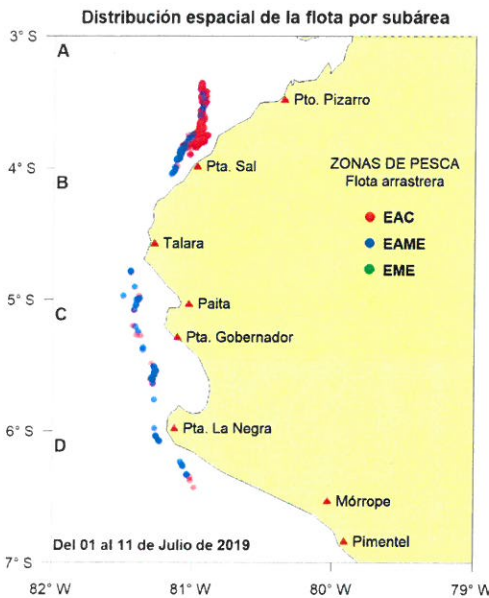 Distribución espacial de la flota por subárea
3° S
A
Pto. Pizarro
4° S
Pta. Sal
B
ZONAS DE PESCA
Flota arrastrera
EAC
EAME
EME
Talara
5° S
Paita
C
Pta. Gobernador
6° S
Pta. La Negra
D
Mórrope
Del 01 al 11 de Julio de 2019
Pimentel
7° S
82° W 81° W 80° W 79° W